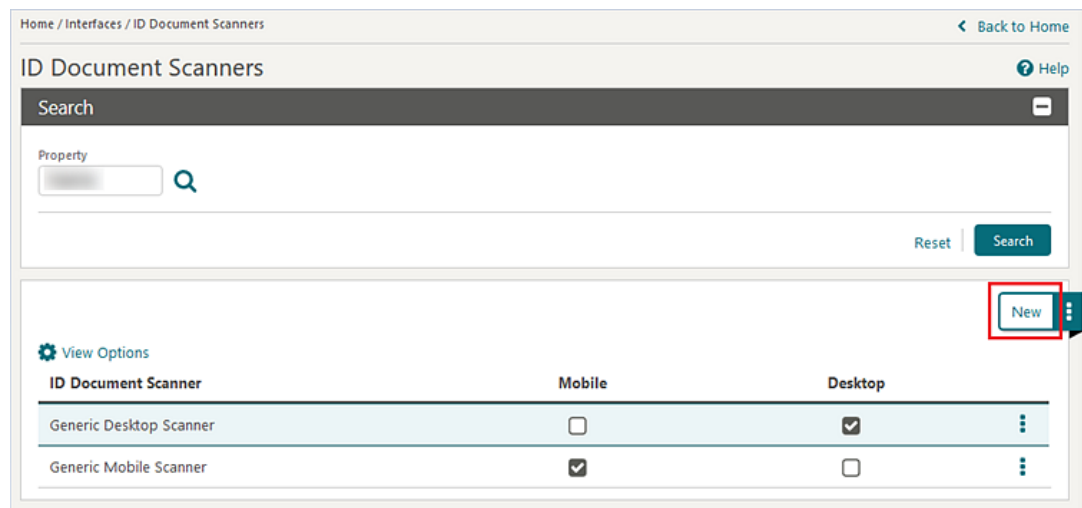 Home / Interfaces / ID Document Scanners
Back to Home
ID Document Scanners
Help
Search
Property
Reset
Search
New
View Options
ID Document Scanner Mobile Desktop
Generic Desktop Scanner
Generic Mobile Scanner